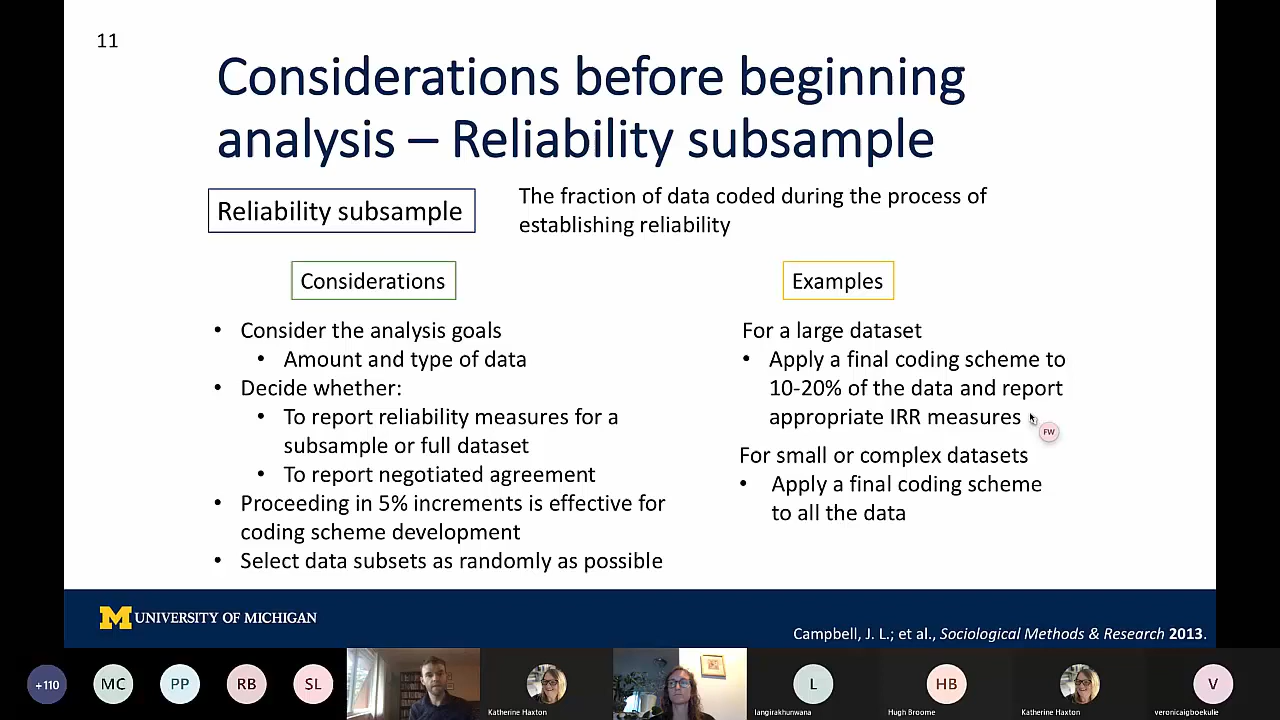 11
Considerations before beginning
analysis – Reliability subsample
Reliability subsample
The fraction of data coded during the process of
establishing reliability
Considerations
• Consider the analysis goals
• Amount and type of data
• Decide whether:
• To report reliability measures for a
subsample or full dataset
• To report negotiated agreement
• Proceeding in 5% increments is effective for
coding scheme development
• Select data subsets as randomly as possible
Examples
For a large dataset
• Apply a final coding scheme to
10-20% of the data and report
appropriate IRR measures
FW
For small or complex datasets
• Apply a final coding scheme
to all the data
M UNIVERSITY OF MICHIGAN
Campbell, J. L.; et al., Sociological Methods & Research 2013.
+110
MC
PP
RB
SL
Katherine Haxton
L
langirakhunwana
HB
Hugh Broome
Katherine Haxton
V
veronicaigboekulie